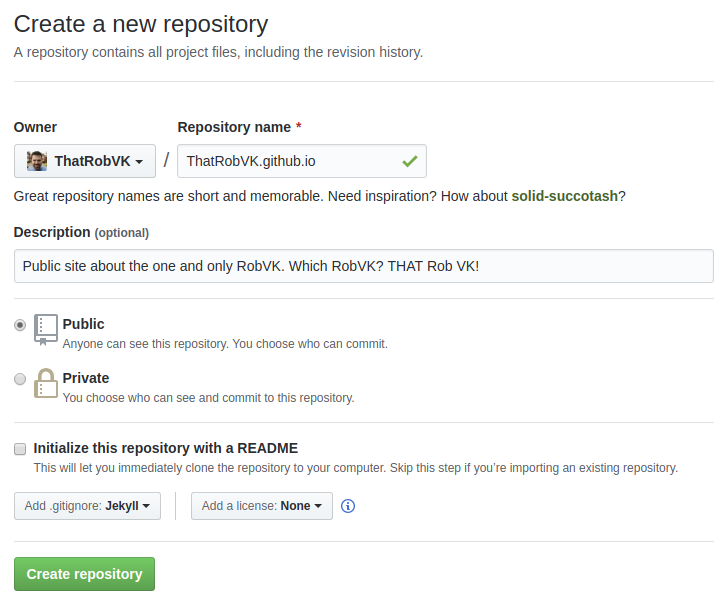 Create a new repository
A repository contains all project files, including the revision history.
Owner
Repository name *
ThatRobVK
/
ThatRobVK.github.io
Great repository names are short and memorable. Need inspiration? How about solid-succotash?
Description (optional)
Public site about the one and only RobVK. Which RobVK? THAT Rob VK!
Public
Anyone can see this repository. You choose who can commit.
Private
You choose who can see and commit to this repository.
Initialize this repository with a README
This will let you immediately clone the repository to your computer. Skip this step if you’re importing an existing repository.
Add .gitignore: Jekyll
Add a license: None
Create repository